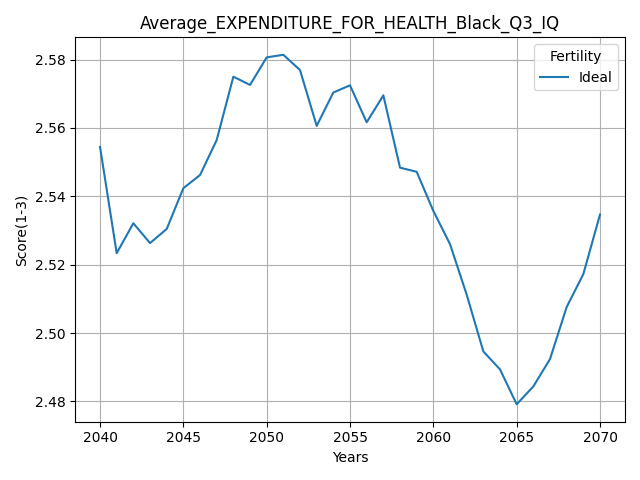 Average_EXPENDITURE_FOR_HEALTH_Black_Q3_IQ
Fertility
Ideal
Score(1-3)
2.58
2.56
2.54
2.52
2.50
2.48
2040
2045
2050
2055
2060
2065
2070
Years